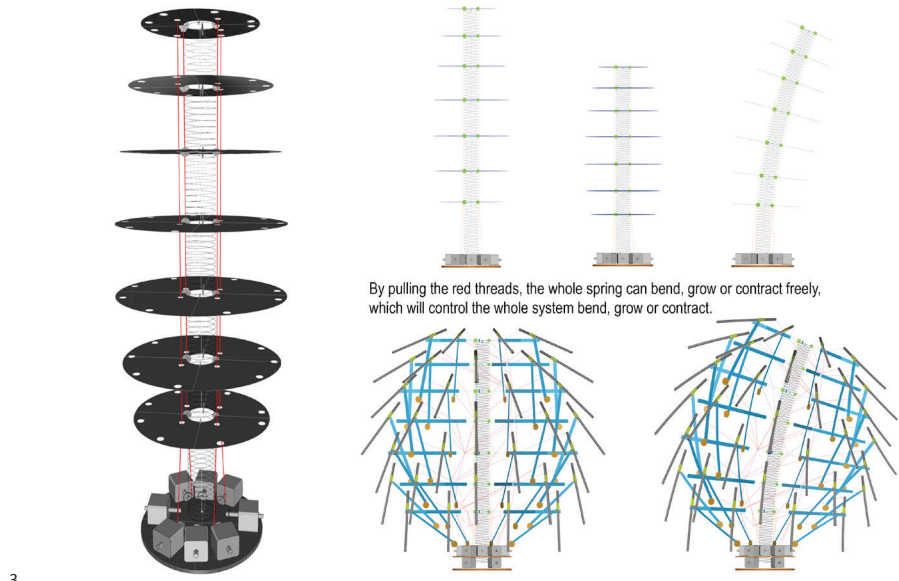 By pulling the red threads, the whole spring can bend, grow or contract freely,
which will control the whole system bend, grow or contract.
3